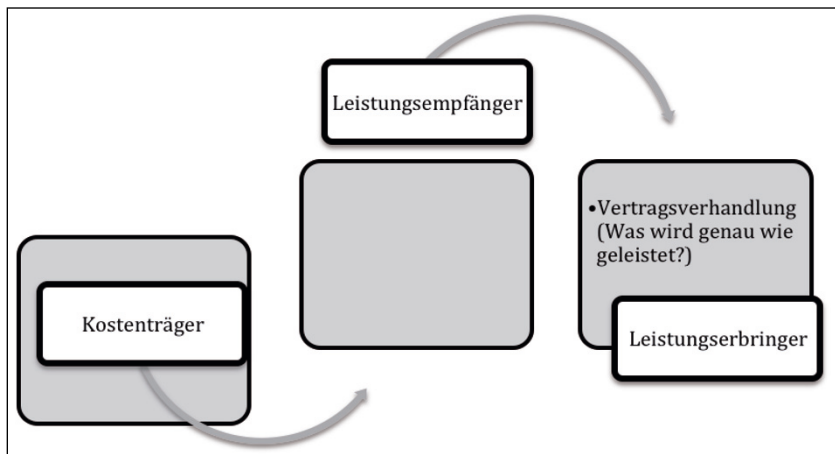 Leistungsempfänger
•Vertragsverhandlung
(Was wird genau wie
geleistet?)
Kostenträger
Leistungserbringer